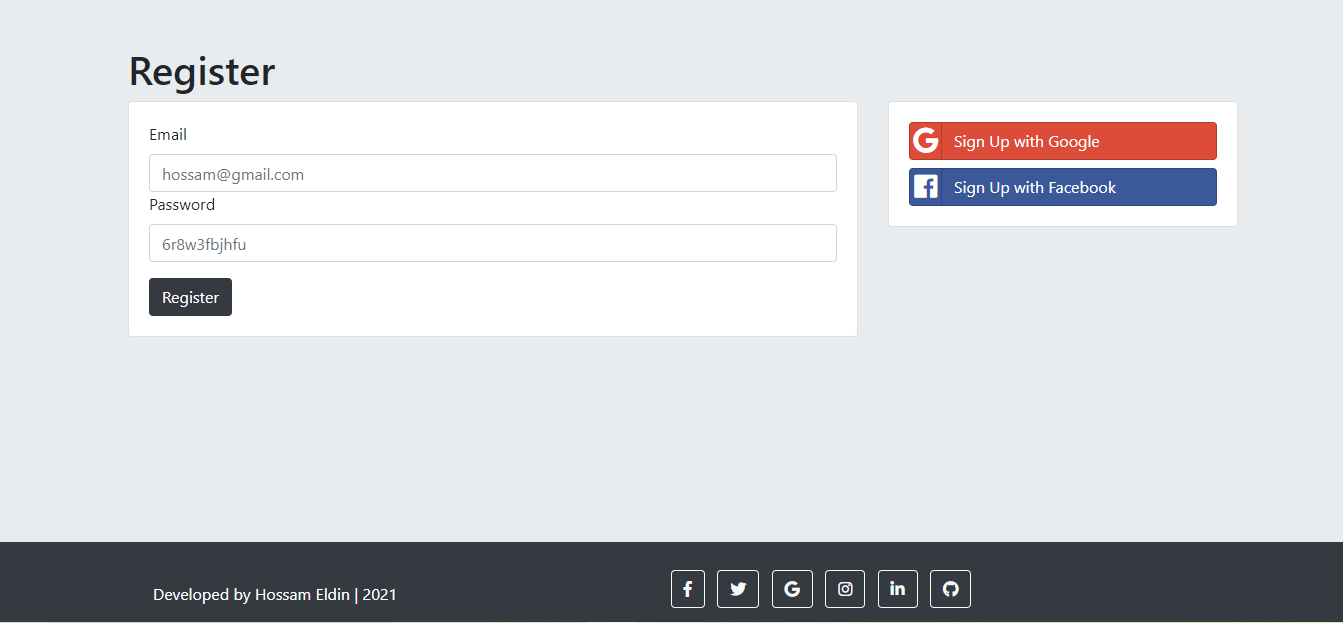 Register
Email
hossam@gmail.com
Password
6r8w3fbjhfu
Register
Sign Up with Google
Sign Up with Facebook
Developed by Hossam Eldin | 2021